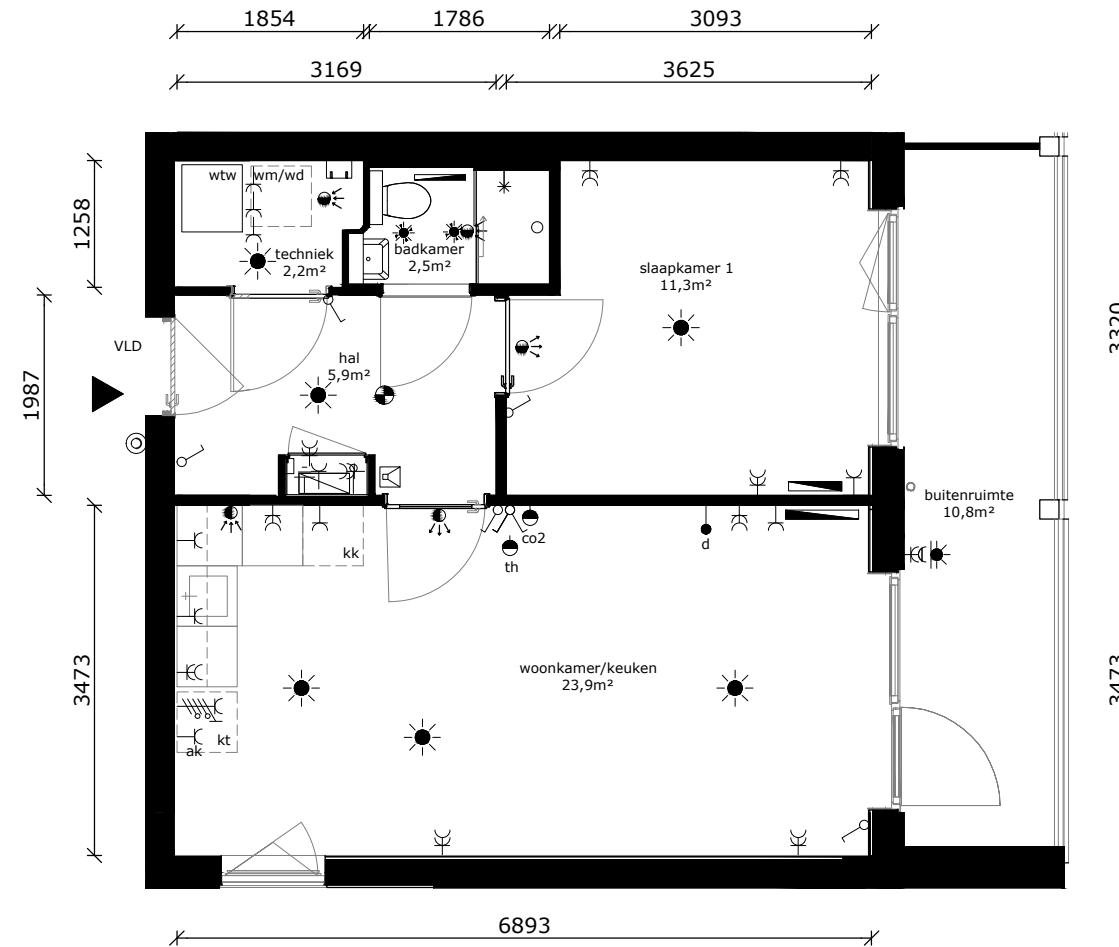 1854
1786
3093
3169
3625
wtw
wm/wd
1258
techniek
2,2m²
badkamer
2,5m²
slaapkamer 1
11,3m²
3320
VLD
hal
5,9m²
1987
buitenruimte
10,8m²
kk
co2
th
d
3473
woonkamer/keuken
23,9m²
3473
kt
ak
6893